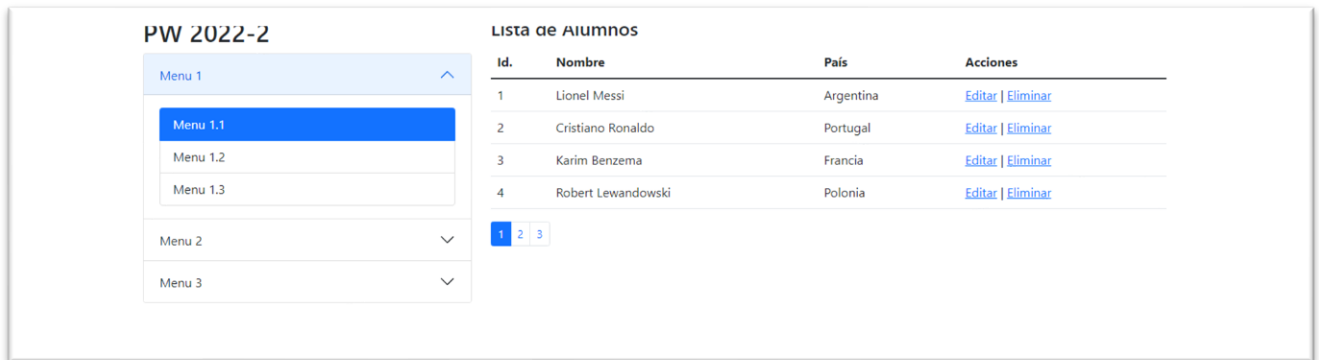 PW 2022-2
Menu 1
Menu 1.1
Menu 1.2
Menu 1.3
Menu 2
Menu 3
Lista de Alumnos
Id. Nombre País Acciones
1 Lionel Messi Argentina Editar | Eliminar
2 Cristiano Ronaldo Portugal Editar | Eliminar
3 Karim Benzema Francia Editar | Eliminar
4 Robert Lewandowski Polonia Editar | Eliminar
1 2 3